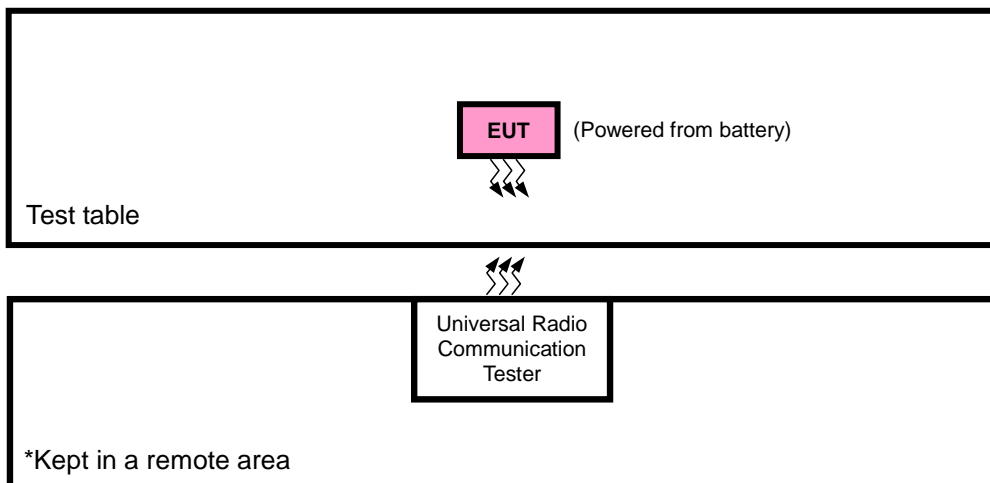 EUT
(Powered from battery)
Test table
Universal Radio
Communication
Tester
*Kept in a remote area